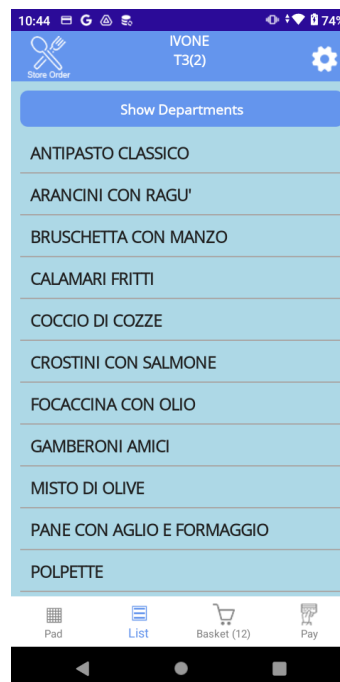 10:44
74%
IVONE
T3(2)
Store Order
Show Departments
ANTIPASTO CLASSICO
ARANCINI CON RAGU'
BRUSCHETTA CON MANZO
CALAMARI FRITTI
COCCIO DI COZZE
CROSTINI CON SALMONE
FOCACCINA CON OLIO
GAMBERONI AMICI
MISTO DI OLIVE
PANE CON AGLIO E FORMAGGIO
POLPETTE
Pad
List
Basket (12)
Pay